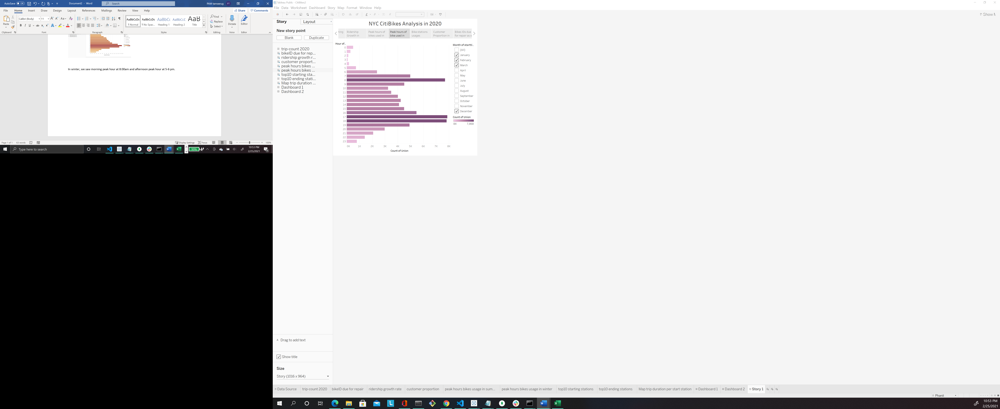 AutoSave Off Document2 - Word Search PAM tameerug PT
File Home Insert Draw Design Layout References Mailings Review View Help Share Comments
Paste Calibri (Body) 11 Find
Replace
Select
Dictate Editor
AaBbCcDc AaBbCcDc AaBbC AaBbCcD AaB
¶ Normal ¶ No Spac... Heading 1 Heading 2 Title
Clipboard Font Paragraph Styles Editing Voice Editor
In winter, we saw morning peak hour at 8:00am and afternoon peak hour at 5-6 pm.
Page 1 of 1 63 words Display Settings Focus 100%
Type here to search 99% 10:53 PM
2/25/2021
Tableau Public - CitiBikes2
File Data Worksheet Dashboard Story Map Format Window Help
Show
Story Layout
New story point
Blank Duplicate
trip-count 2020
bikeID due for rep...
ridership growth r...
customer proport...
peak hours bikes ...
peak hours bikes ...
top10 starting sta...
top10 ending stati...
Map trip duration ...
Dashboard 1
Dashboard 2
Drag to add text
Show title
Size
Story (1016 x 964)
NYC CitiBikes Analysis in 2020
ting
Ridership
Growth in
Peak hours of
bikes used in
Peak hours of
bike used in
Bike stations
usages
Customer
Proportion in
Bikes IDs due
for repair as o
Hour of...
0
1
2
3
4
5
6
7
8
9
10
11
12
13
14
15
16
17
18
19
20
21
22
23
0K 1K 2K 3K 4K 5K 6K 7K 8K
Count of Union
Month of startti..
(All)
January
February
March
April
May
June
July
August
September
October
November
December
Count of Union
84 7,868
Data Source trip-count 2020 bikeID due for repair ridership growth rate customer proportion peak hours bikes usage in sum... peak hours bikes usage in winter top10 starting stations top10 ending stations Map trip duration per start station Dashboard 1 Dashboard 2 Story 1
Phanit
10:53 PM
2/25/2021